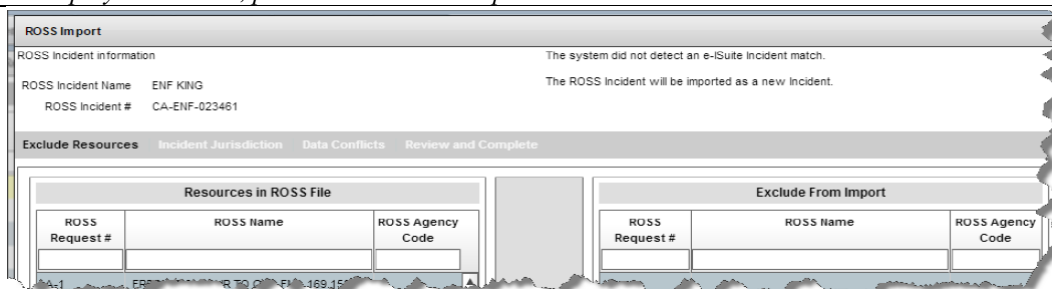 ROSS Import
ROSS Incident information
The system did not detect an e-ISuite Incident match.
ROSS Incident Name ENF KING
The ROSS Incident will be imported as a new Incident.
ROSS Incident # CA-ENF-023461
Exclude Resources Incident Jurisdiction Data Conflicts Review and Complete
Resources in ROSS File Exclude From Import
ROSS Request # ROSS Name ROSS Agency Code ROSS Request # ROSS Name ROSS Agency Code